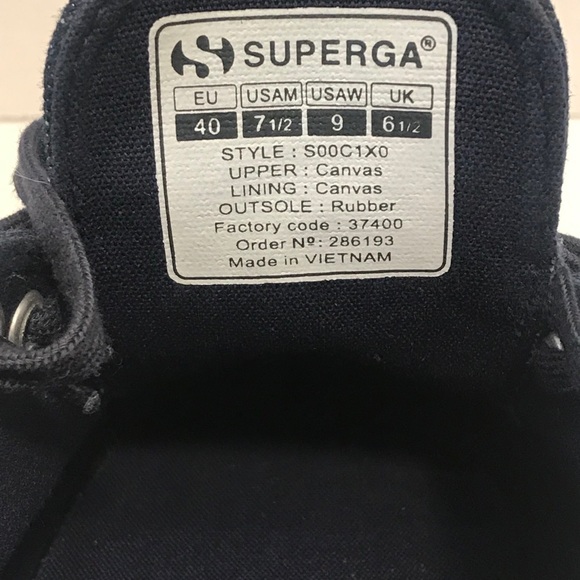 SUPERGA®
EU USAM USAW UK
40 7 1/2 9 6 1/2
STYLE : S00C1X0
UPPER : Canvas
LINING : Canvas
OUTSOLE : Rubber
Factory code : 37400
Order Nº: 286193
Made in VIETNAM